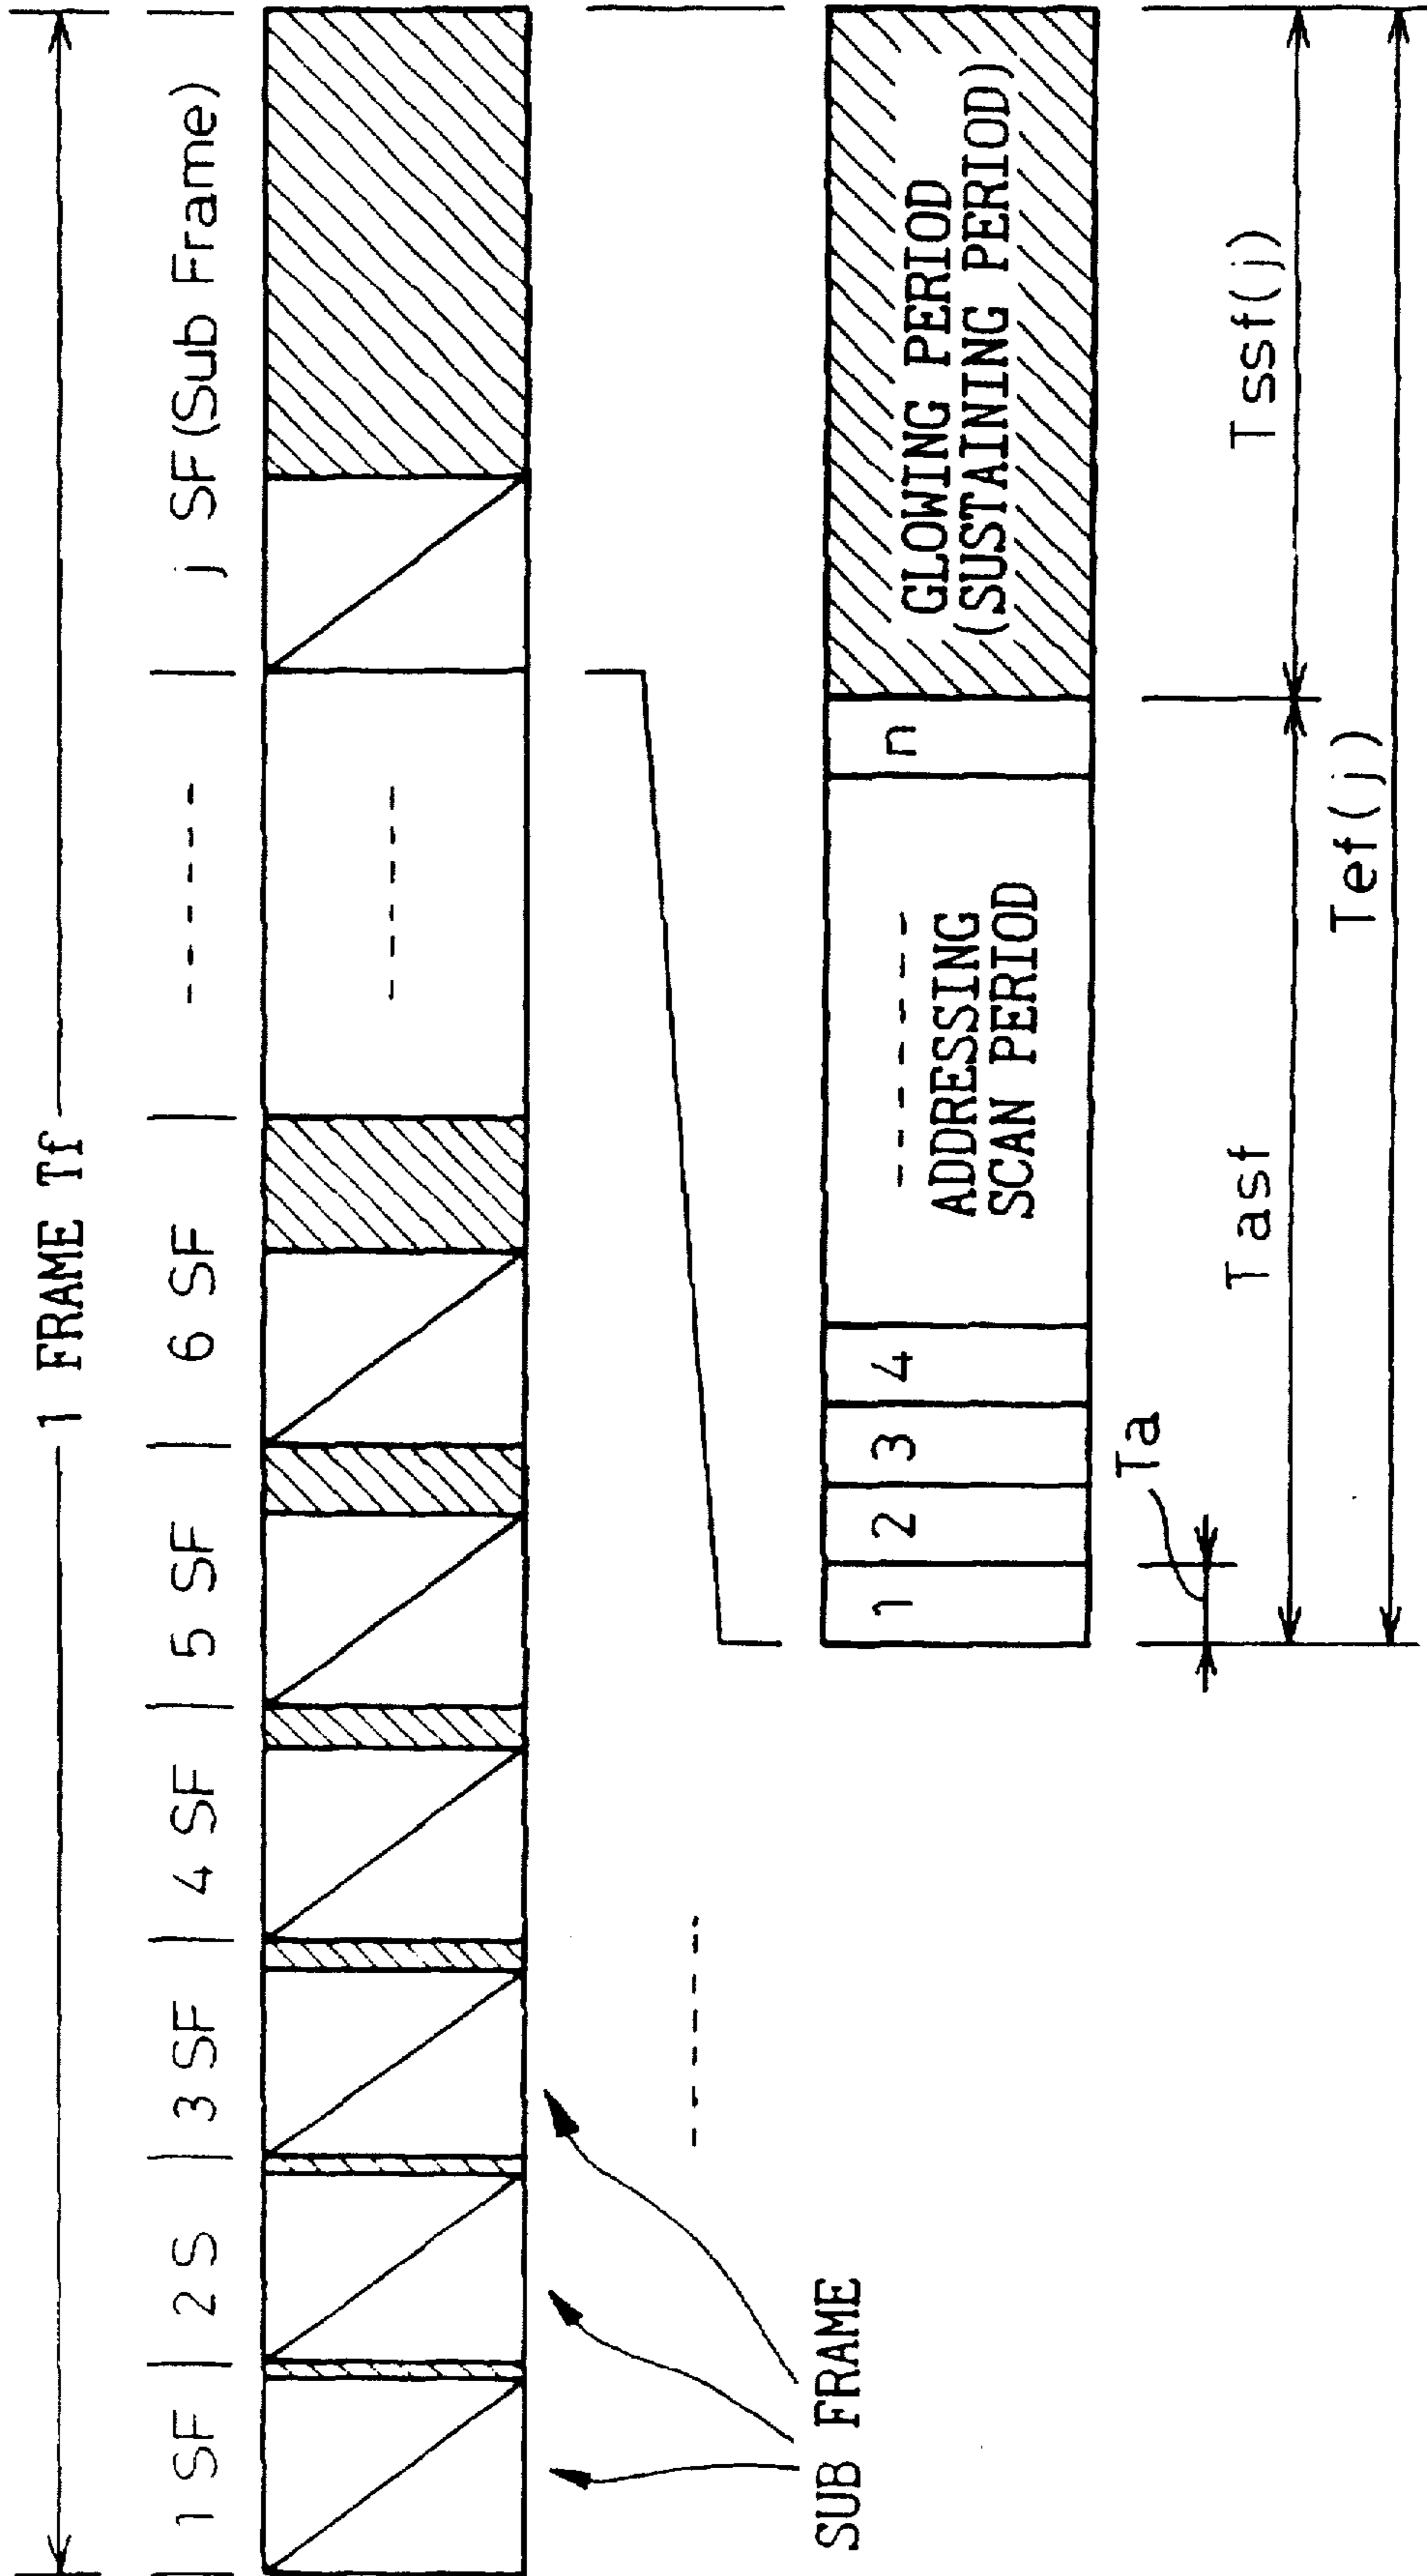 1 FRAME Tf
1 SF
2 S
3 SF
4 SF
5 SF
6 SF
j SF (Sub Frame)
SUB FRAME
1
2
3
4
n
ADDRESSING
SCAN PERIOD
GLOWING PERIOD
(SUSTAINING PERIOD)
Ta
Tasf
Tssf(j)
Tef(j)